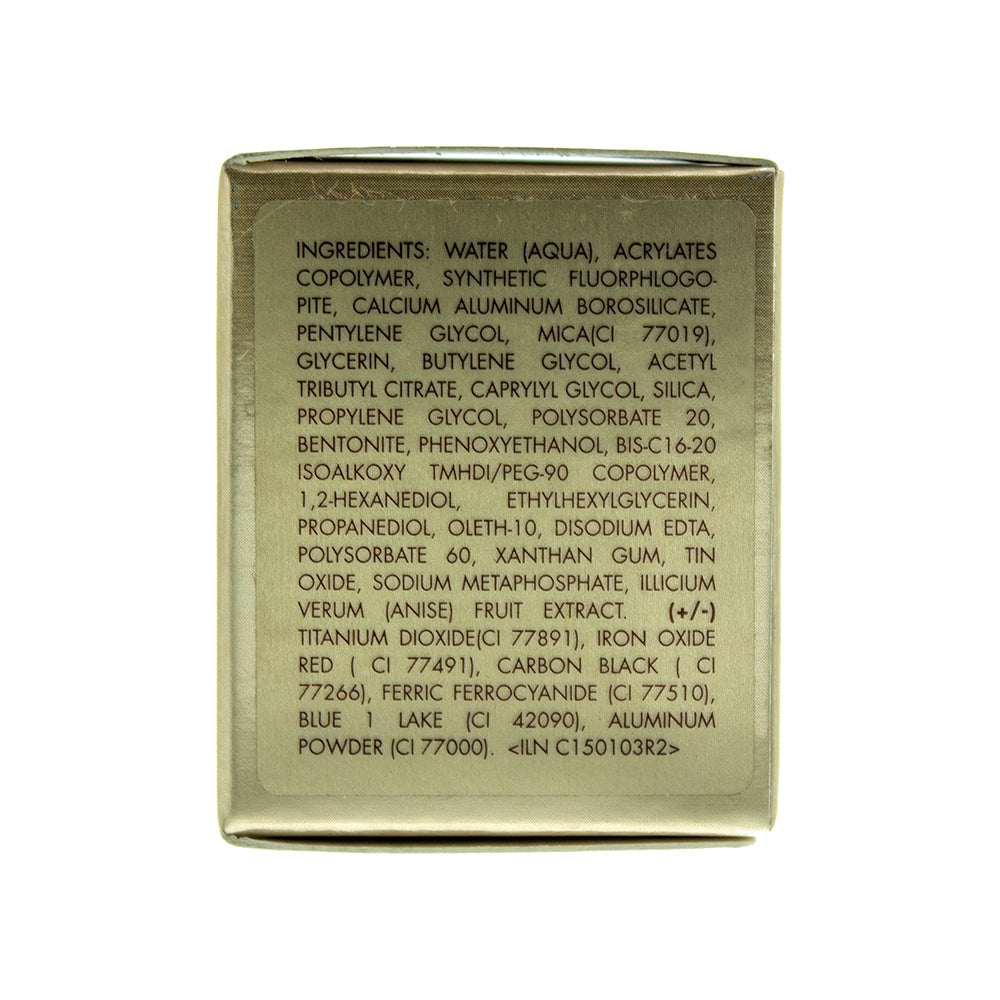 INGREDIENTS: WATER (AQUA), ACRYLATES
COPOLYMER, SYNTHETIC FLUORPHLOGO-
PITE, CALCIUM ALUMINUM BOROSILICATE,
PENTYLENE GLYCOL, MICA(CI 77019),
GLYCERIN, BUTYLENE GLYCOL, ACETYL
TRIBUTYL CITRATE, CAPRYLYL GLYCOL, SILICA,
PROPYLENE GLYCOL, POLYSORBATE 20,
BENTONITE, PHENOXYETHANOL, BIS-C16-20
ISOALKOXY TMHDI/PEG-90 COPOLYMER,
1,2-HEXANEDIOL, ETHYLHEXYLGLYCERIN,
PROPANEDIOL, OLETH-10, DISODIUM EDTA,
POLYSORBATE 60, XANTHAN GUM, TIN
OXIDE, SODIUM METAPHOSPHATE, ILLICIUM
VERUM (ANISE) FRUIT EXTRACT. (+/-)
TITANIUM DIOXIDE(CI 77891), IRON OXIDE
RED ( CI 77491), CARBON BLACK ( CI
77266), FERRIC FERROCYANIDE (CI 77510),
BLUE 1 LAKE (CI 42090), ALUMINUM
POWDER (CI 77000). <ILN C150103R2>